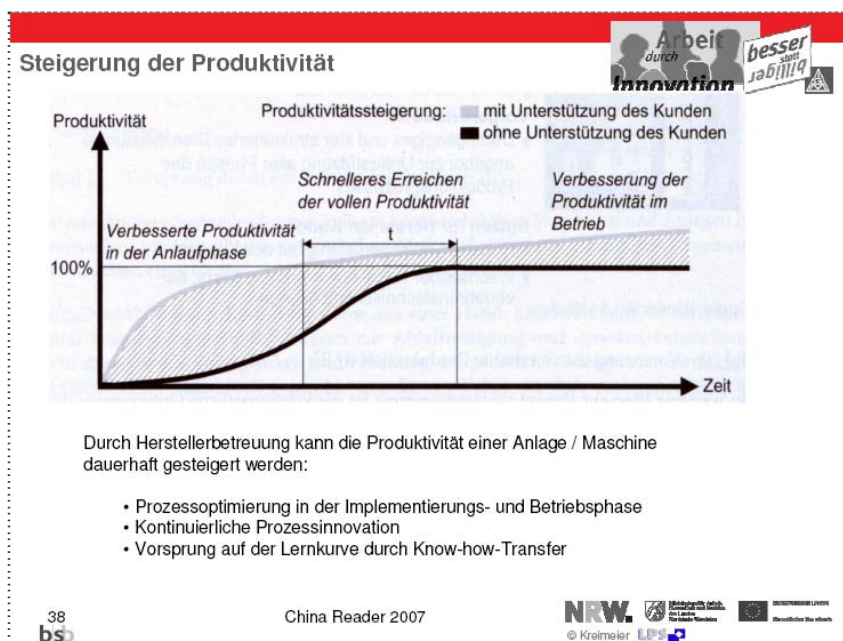 Steigerung der Produktivität
Arbeit
durch
Innovation
besser
statt
billiger
Produktivität
Produktivitätssteigerung:
mit Unterstützung des Kunden
ohne Unterstützung des Kunden
Verbesserte Produktivität
in der Anlaufphase
Schnelleres Erreichen
der vollen Produktivität
Verbesserung der
Produktivität im
Betrieb
t
100%
Zeit
Durch Herstellerbetreuung kann die Produktivität einer Anlage / Maschine
dauerhaft gesteigert werden:
• Prozessoptimierung in der Implementierungs- und Betriebsphase
• Kontinuierliche Prozessinnovation
• Vorsprung auf der Lernkurve durch Know-how-Transfer
38
bsb
China Reader 2007
NRW.
© Kreimeier LPS